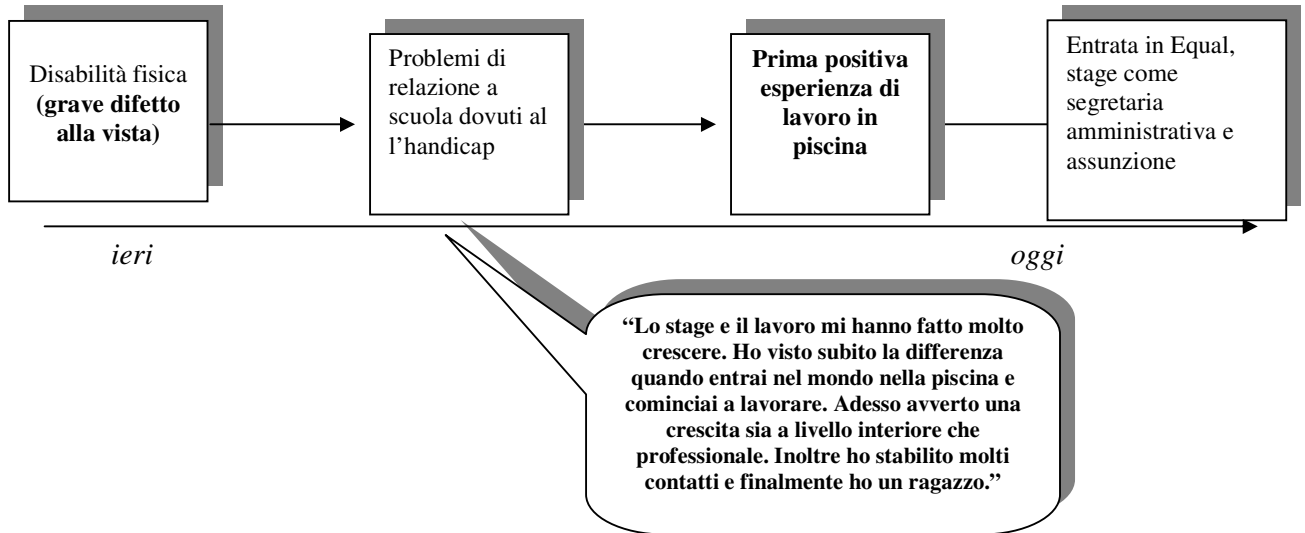 Disabilità fisica
(grave difetto
alla vista)
Problemi di
relazione a
scuola dovuti al
l’handicap
Prima positiva
esperienza di
lavoro in
piscina
Entrata in Equal,
stage come
segretaria
amministrativa e
assunzione
ieri
oggi
“Lo stage e il lavoro mi hanno fatto molto
crescere. Ho visto subito la differenza
quando entrai nel mondo nella piscina e
cominciai a lavorare. Adesso avverto una
crescita sia a livello interiore che
professionale. Inoltre ho stabilito molti
contatti e finalmente ho un ragazzo.”